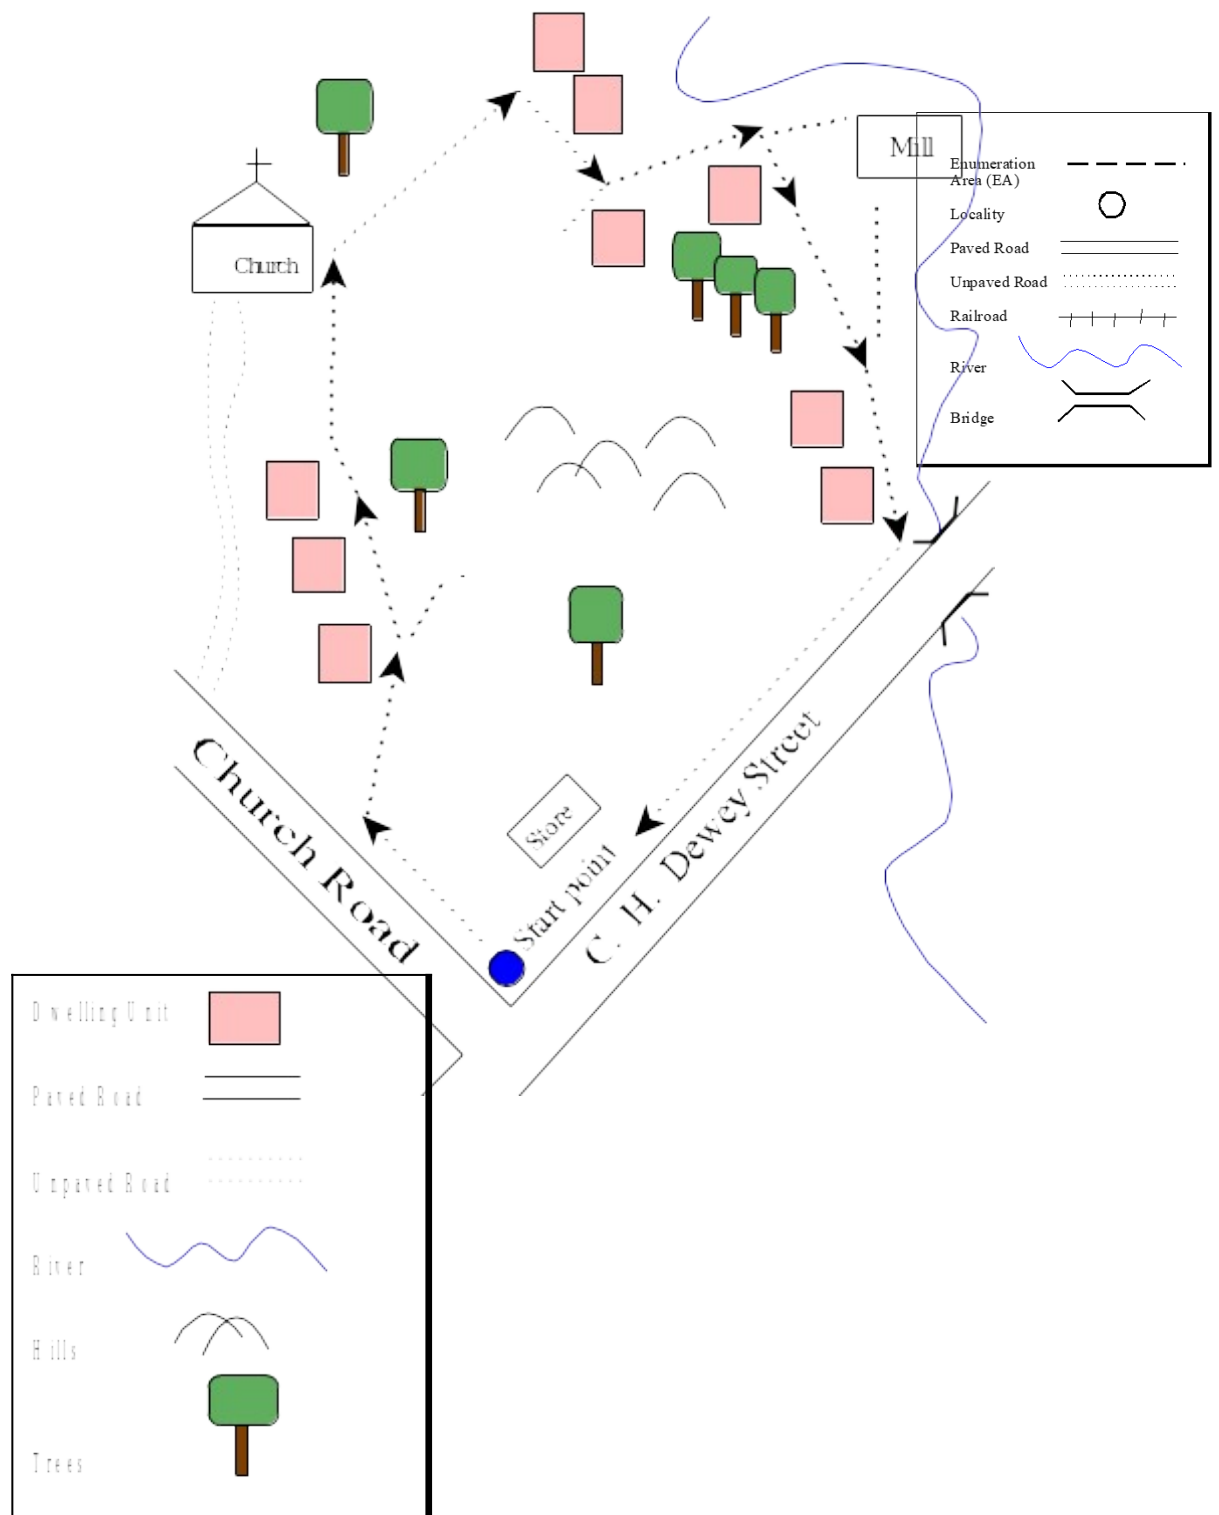 Mill
Enumeration
Area (EA)
Locality
Paved Road
Unpaved Road
Railroad
River
Bridge
Church
Church Road
Store
Start point
C. H. Dewey Street
Dwelling Unit
Paved Road
Unpaved Road
River
Hills
Trees